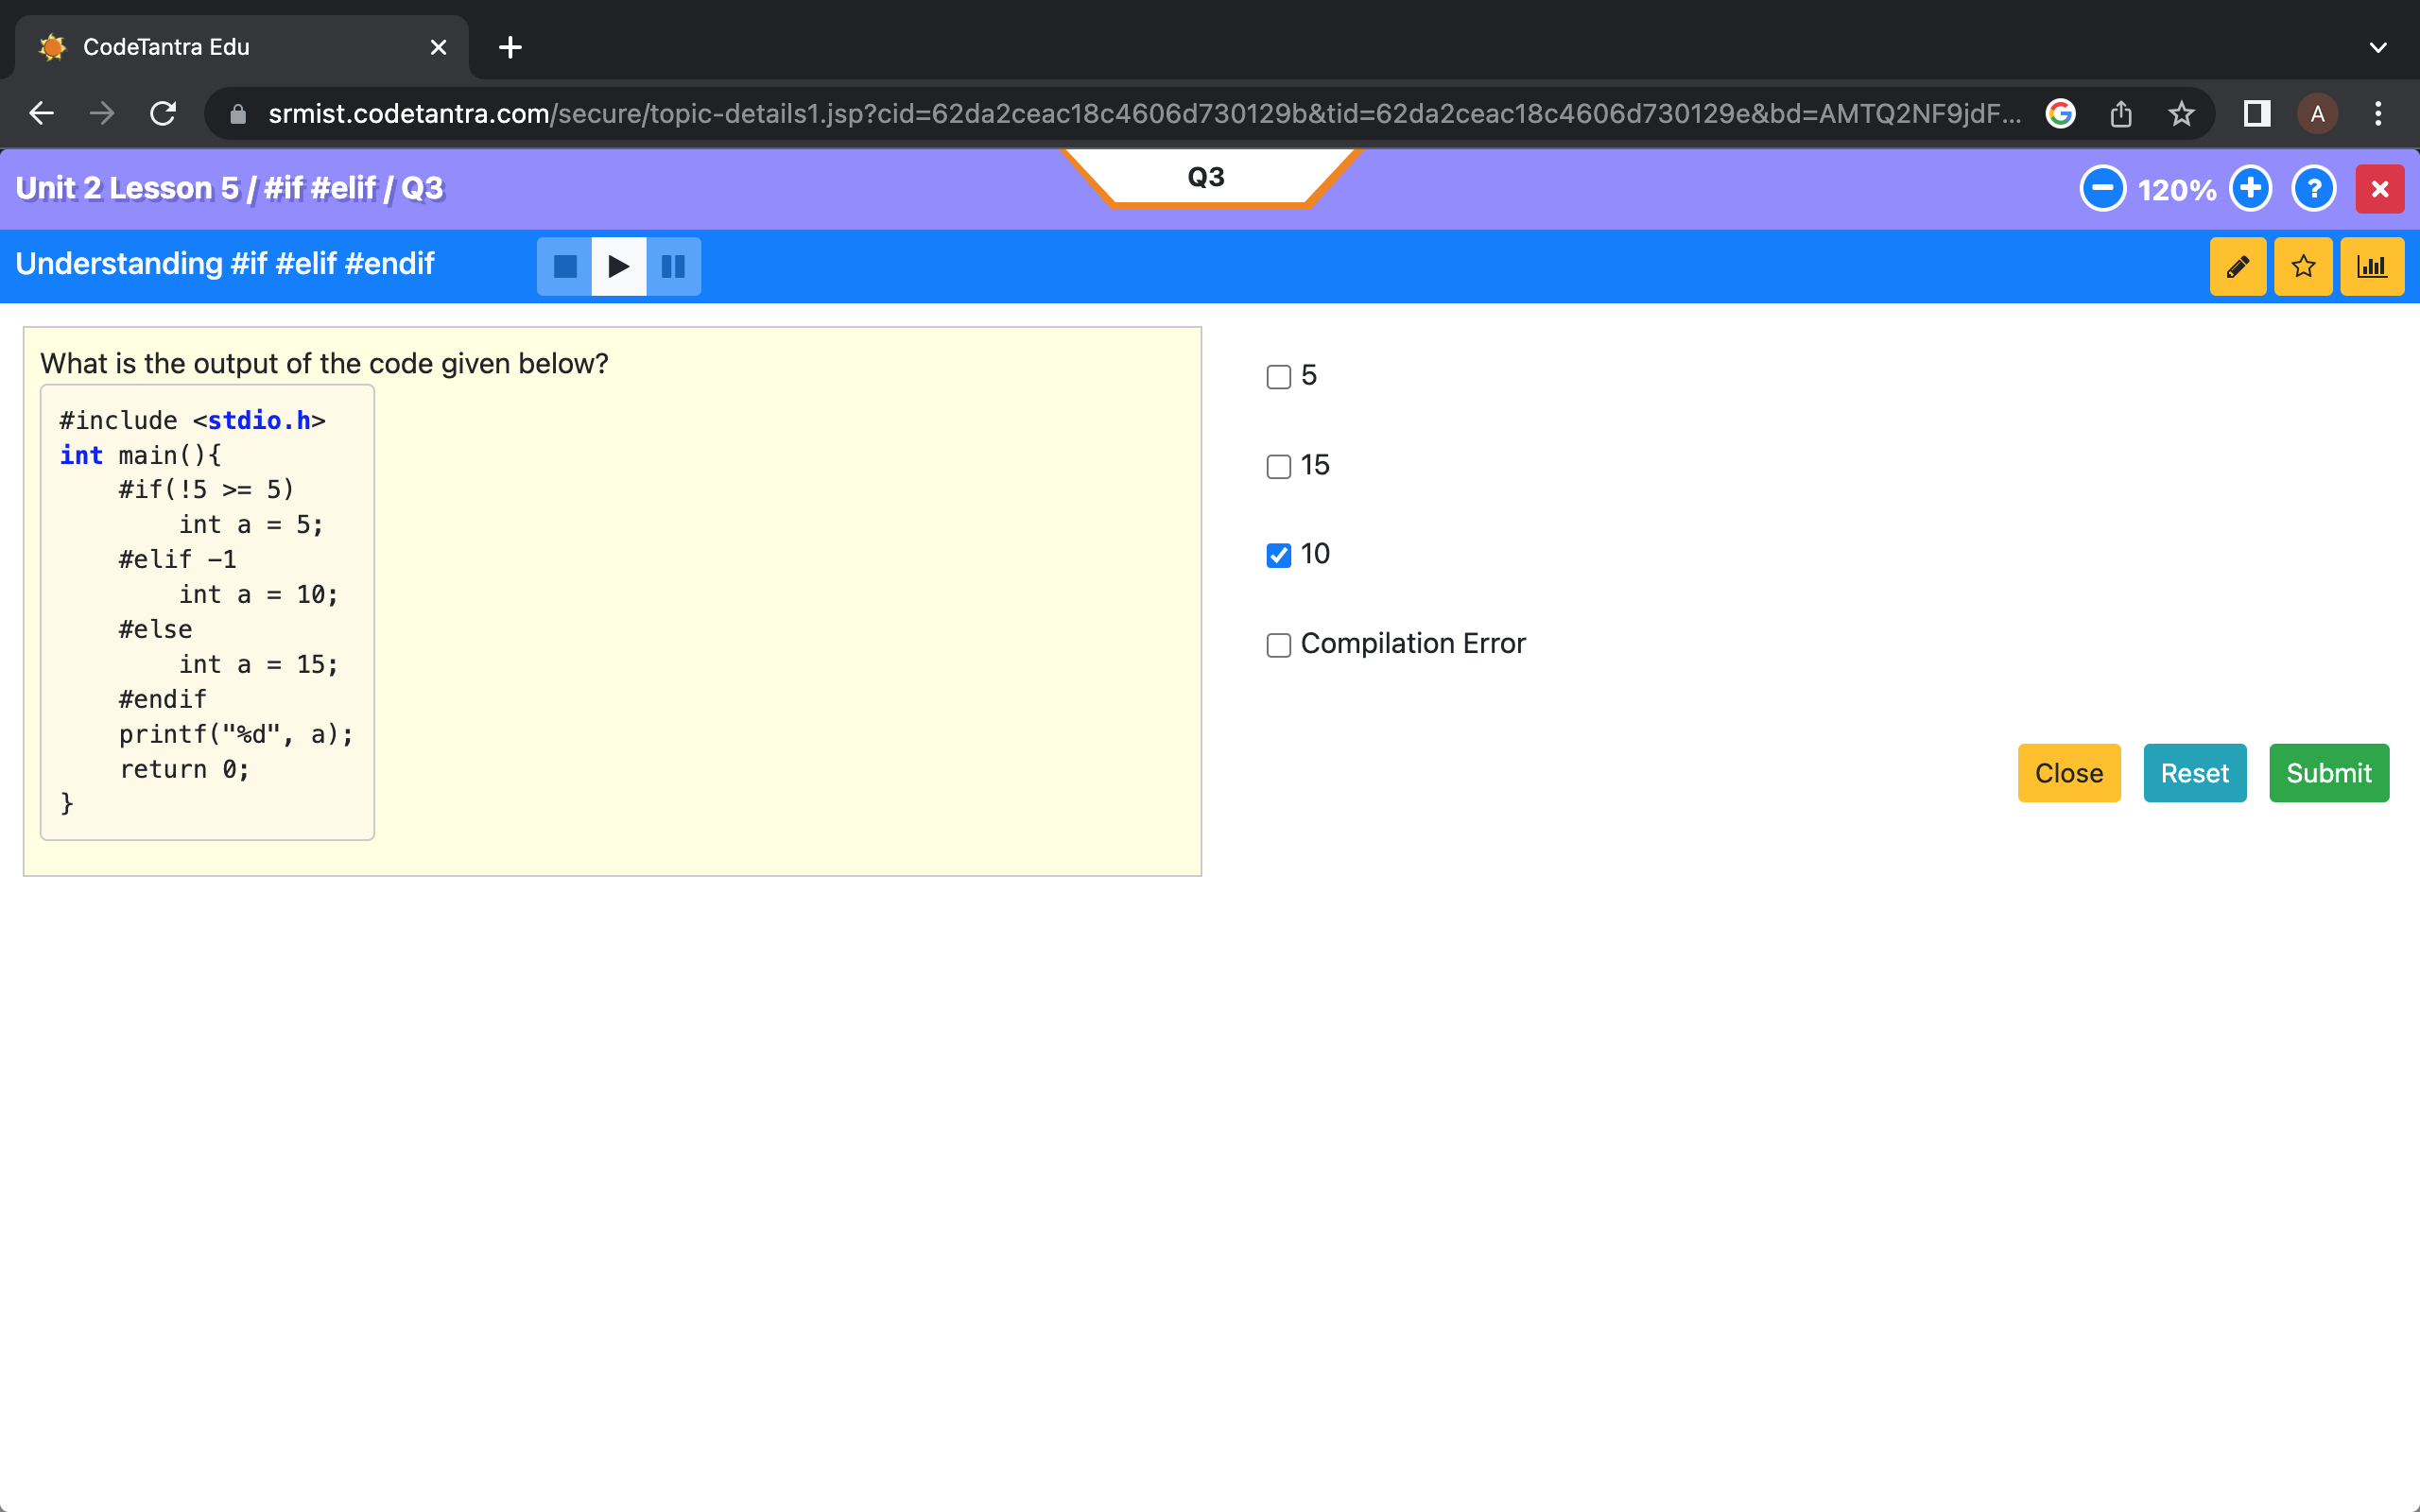 CodeTantra Edu
srmist.codetantra.com/secure/topic-details1.jsp?cid=62da2ceac18c4606d730129b&tid=62da2ceac18c4606d730129e&bd=AMTQ2NF9jdF...
A
Unit 2 Lesson 5 / #if #elif / Q3
Q3
120%
?
Understanding #if #elif #endif
What is the output of the code given below?
#include <stdio.h>
int main(){
    #if(!5 >= 5)
        int a = 5;
    #elif -1
        int a = 10;
    #else
        int a = 15;
    #endif
    printf("%d", a);
    return 0;
}
5
15
10
Compilation Error
Close
Reset
Submit